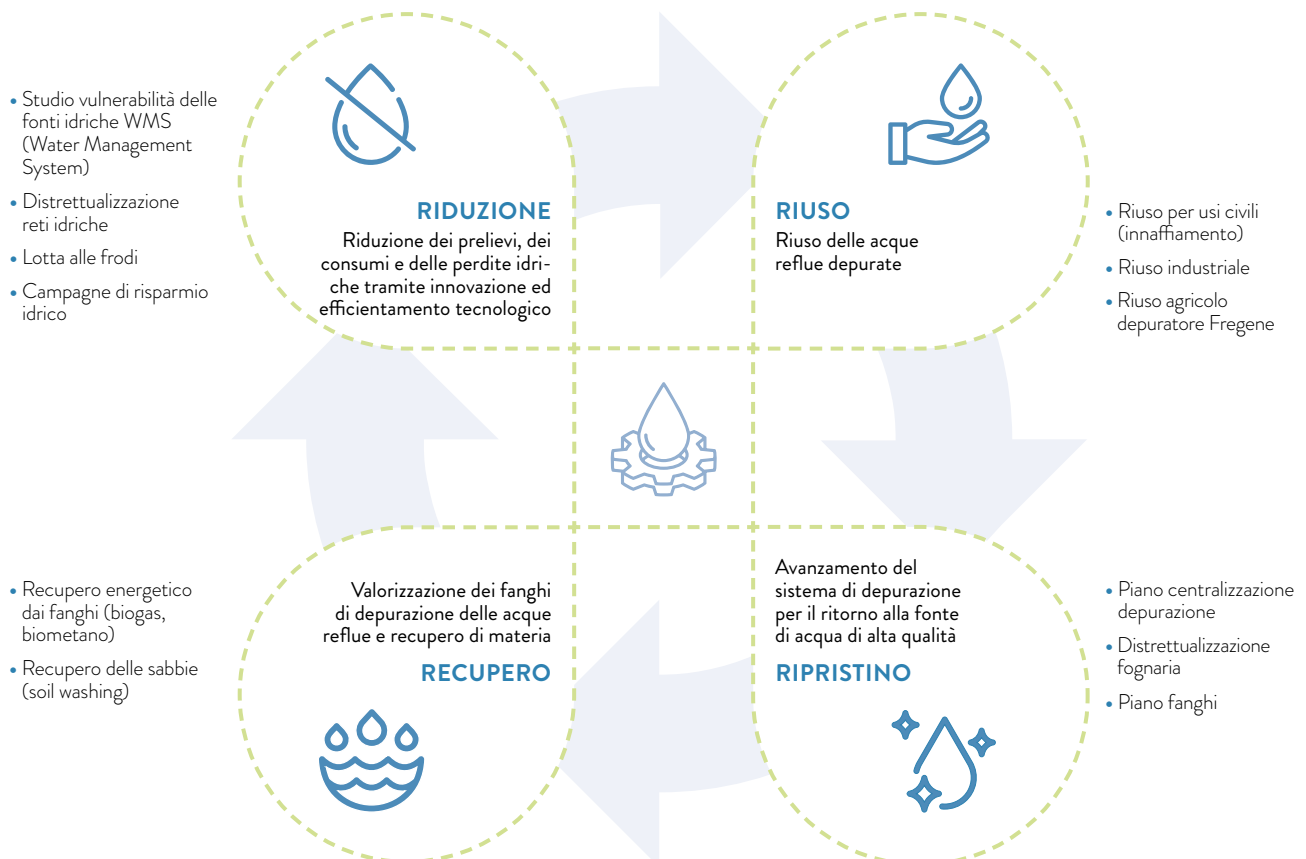 • Studio vulnerabilità delle
fonti idriche WMS
(Water Management
System)
• Distrettualizzazione
reti idriche
• Lotta alle frodi
• Campagne di risparmio
idrico
RIDUZIONE
Riduzione dei prelievi, dei
consumi e delle perdite idri-
che tramite innovazione ed
efficientamento tecnologico
RIUSO
Riuso delle acque
reflue depurate
• Riuso per usi civili
(innaffiamento)
• Riuso industriale
• Riuso agricolo
depuratore Fregene
• Recupero energetico
dai fanghi (biogas,
biometano)
• Recupero delle sabbie
(soil washing)
Valorizzazione dei fanghi
di depurazione delle acque
reflue e recupero di materia
RECUPERO
Avanzamento del
sistema di depurazione
per il ritorno alla fonte
di acqua di alta qualità
RIPRISTINO
• Piano centralizzazione
depurazione
• Distrettualizzazione
fognaria
• Piano fanghi